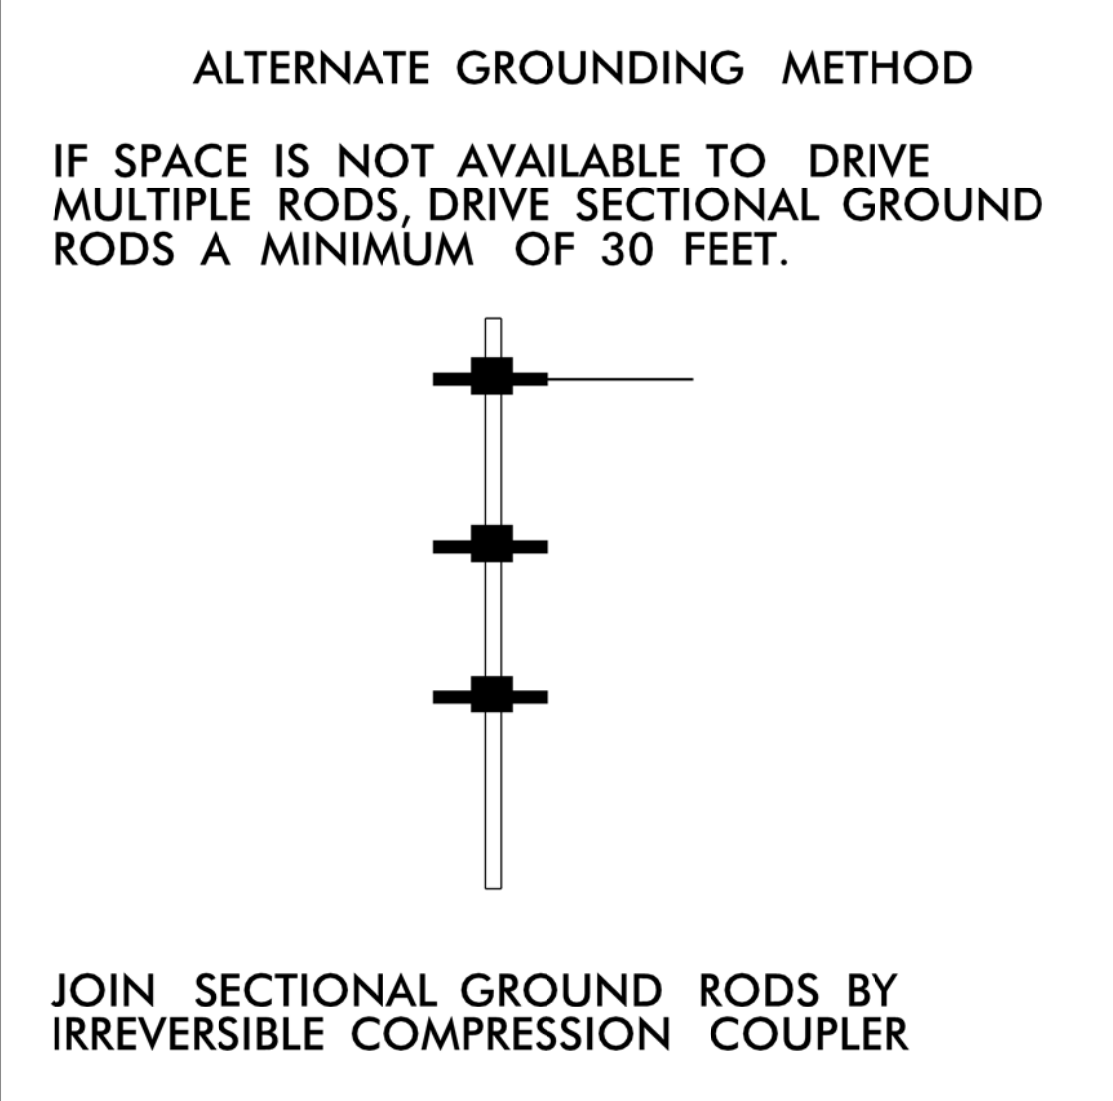 ALTERNATE GROUNDING METHOD
IF SPACE IS NOT AVAILABLE TO DRIVE
MULTIPLE RODS, DRIVE SECTIONAL GROUND
RODS A MINIMUM OF 30 FEET.
JOIN SECTIONAL GROUND RODS BY
IRREVERSIBLE COMPRESSION COUPLER